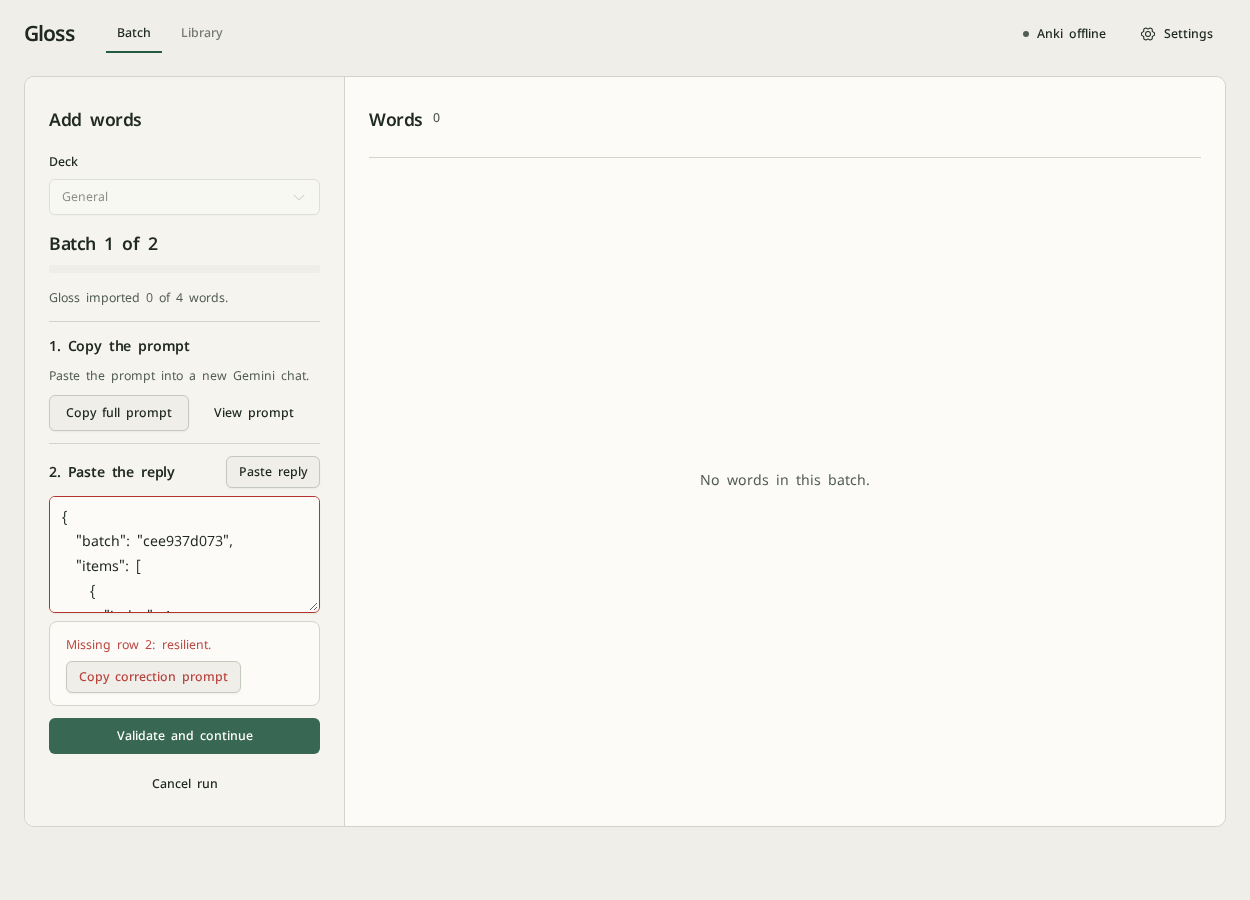 Gloss
Batch
Library
Anki offline
Settings
Add words
Deck
General
Batch 1 of 2
Gloss imported 0 of 4 words.
1. Copy the prompt
Paste the prompt into a new Gemini chat.
Copy full prompt
View prompt
2. Paste the reply
Paste reply
{
"batch": "cee937d073",
"items": [
{
Missing row 2: resilient.
Copy correction prompt
Validate and continue
Cancel run
Words 0
No words in this batch.